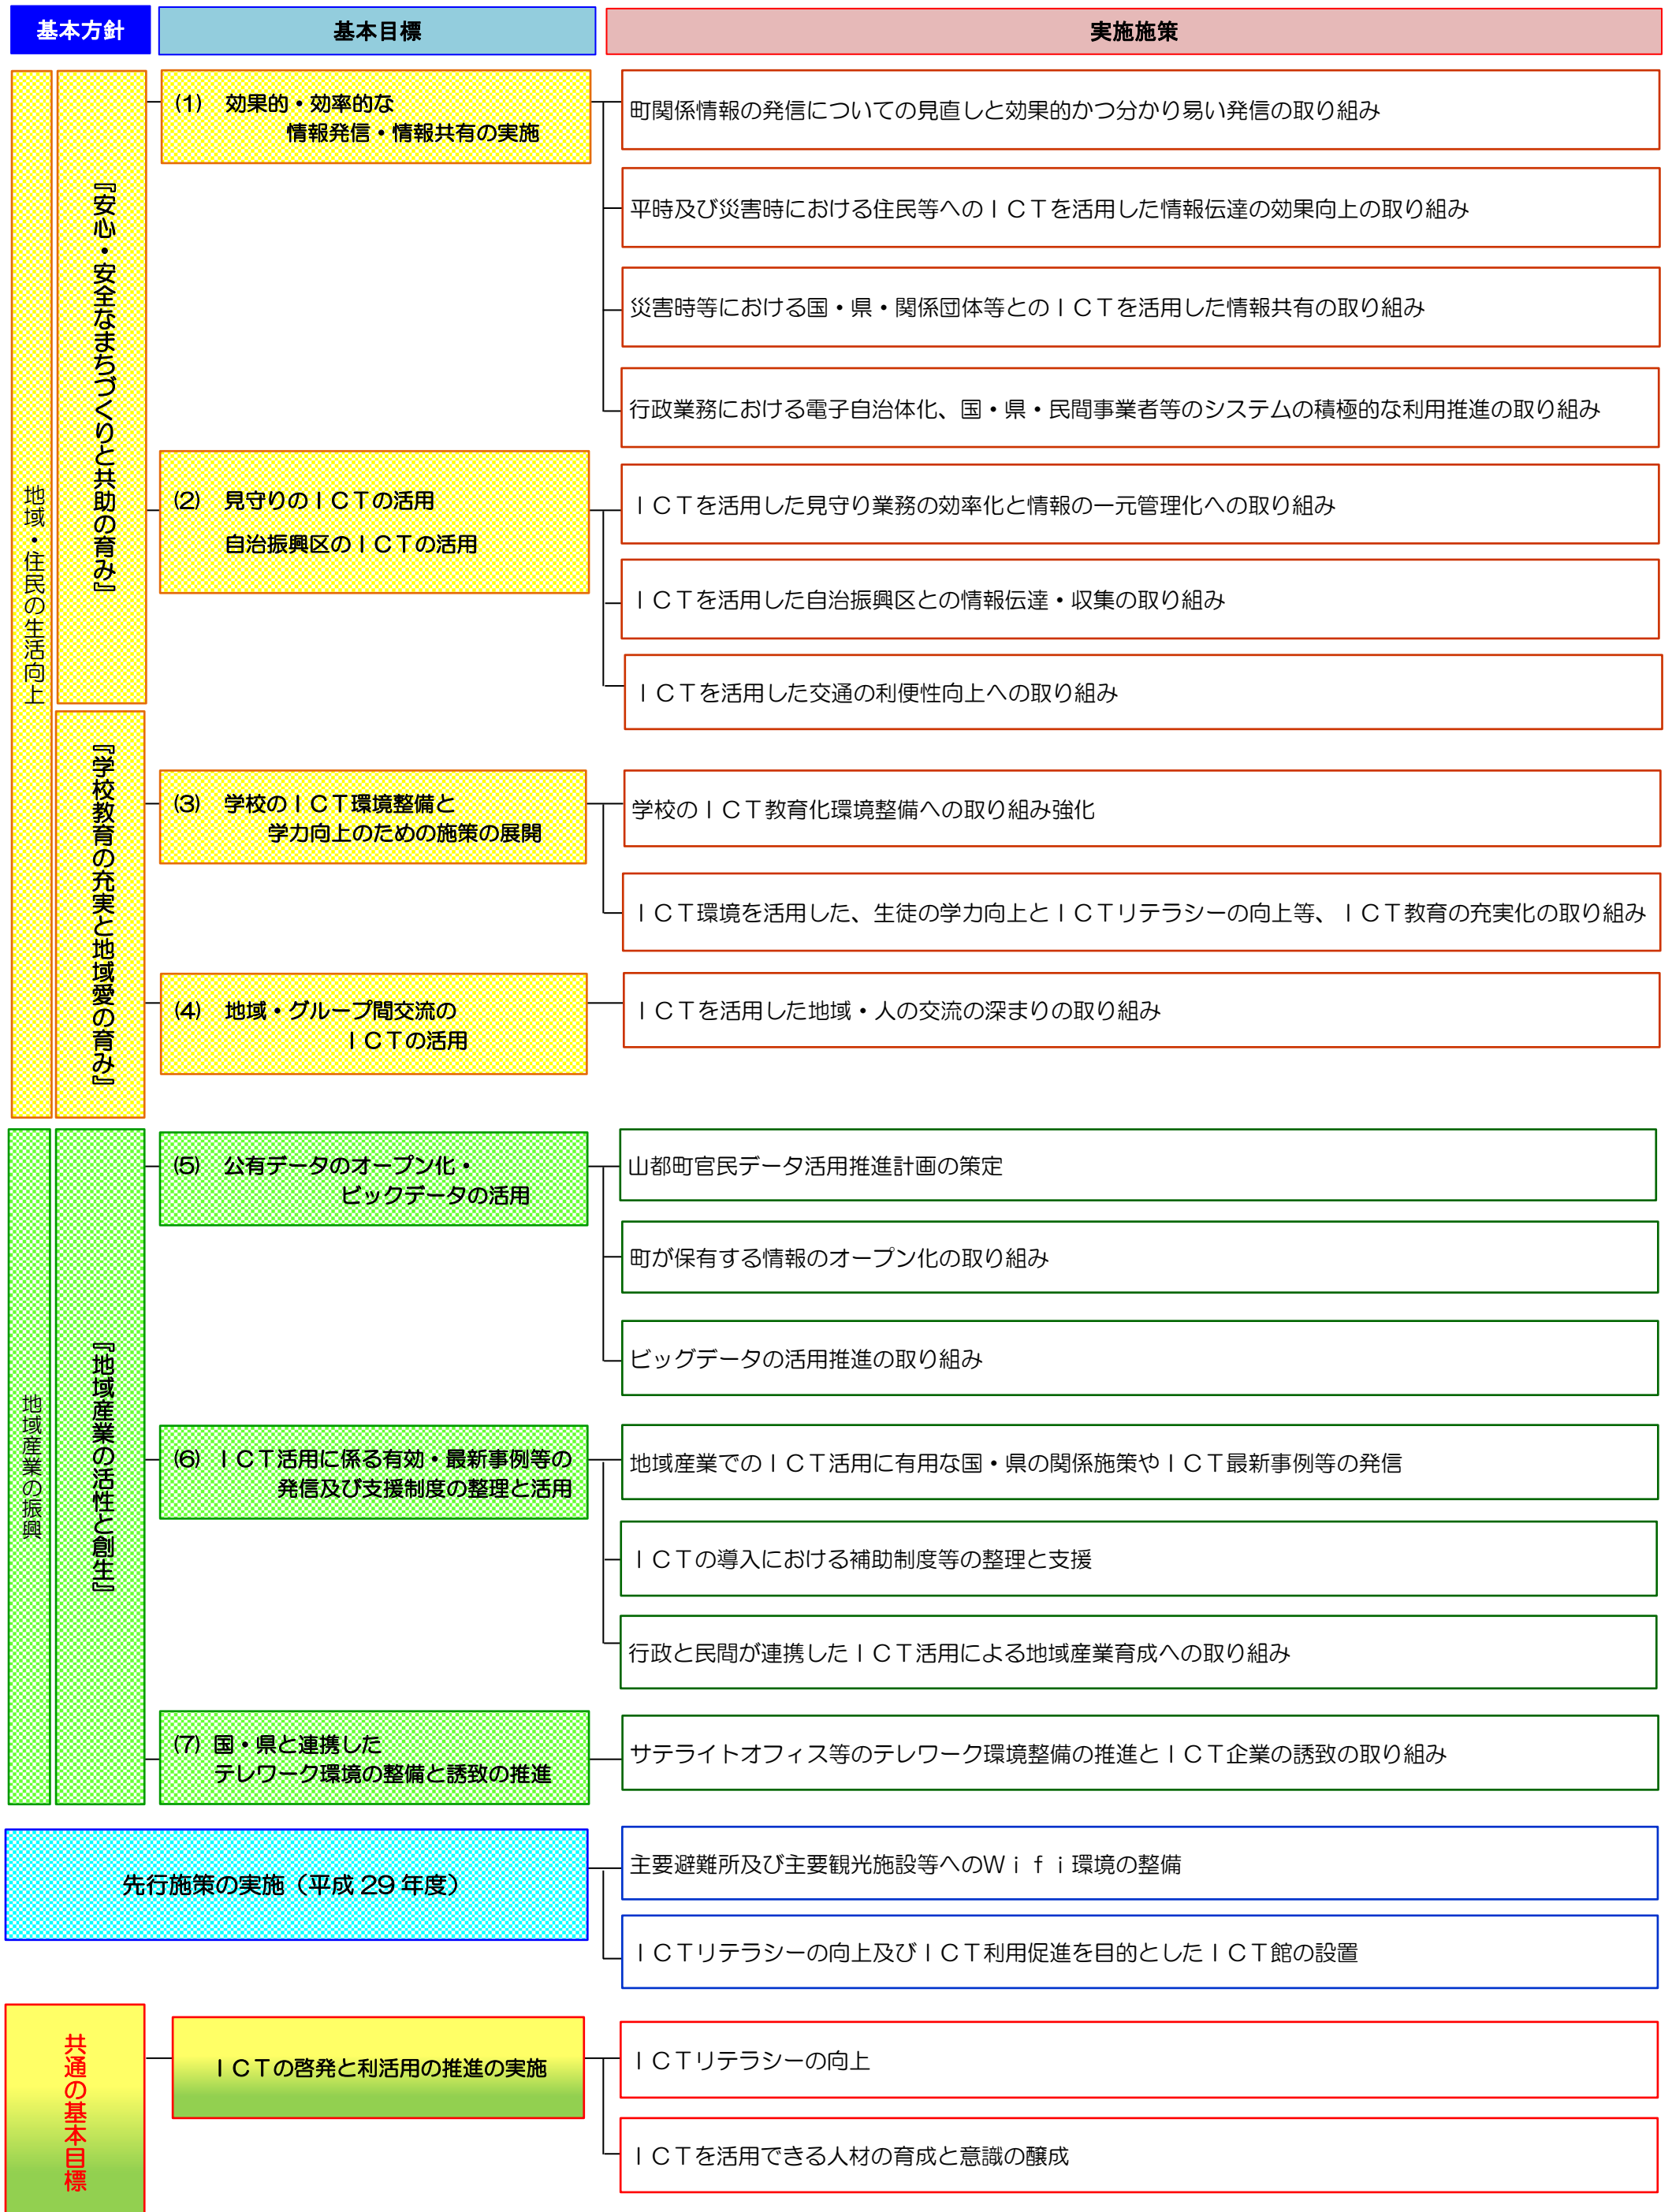 基本方針
基本目標
実施施策
地域・住民の生活向上
『安心・安全なまちづくりと共助の育み』
(1)　効果的・効率的な
情報発信・情報共有の実施
町関係情報の発信についての見直しと効果的かつ分かり易い発信の取り組み
平時及び災害時における住民等へのＩＣＴを活用した情報伝達の効果向上の取り組み
災害時等における国・県・関係団体等とのＩＣＴを活用した情報共有の取り組み
行政業務における電子自治体化、国・県・民間事業者等のシステムの積極的な利用推進の取り組み
(2)　見守りのＩＣＴの活用
自治振興区のＩＣＴの活用
ＩＣＴを活用した見守り業務の効率化と情報の一元管理化への取り組み
ＩＣＴを活用した自治振興区との情報伝達・収集の取り組み
ＩＣＴを活用した交通の利便性向上への取り組み
『学校教育の充実と地域愛の育み』
(3)　学校のＩＣＴ環境整備と
学力向上のための施策の展開
学校のＩＣＴ教育化環境整備への取り組み強化
ＩＣＴ環境を活用した、生徒の学力向上とＩＣＴリテラシーの向上等、ＩＣＴ教育の充実化の取り組み
(4)　地域・グループ間交流の
ＩＣＴの活用
ＩＣＴを活用した地域・人の交流の深まりの取り組み
地域産業の振興
『地域産業の活性と創生』
(5)　公有データのオープン化・
ビックデータの活用
山都町官民データ活用推進計画の策定
町が保有する情報のオープン化の取り組み
ビッグデータの活用推進の取り組み
(6)　ＩＣＴ活用に係る有効・最新事例等の
発信及び支援制度の整理と活用
地域産業でのＩＣＴ活用に有用な国・県の関係施策やＩＣＴ最新事例等の発信
ＩＣＴの導入における補助制度等の整理と支援
行政と民間が連携したＩＣＴ活用による地域産業育成への取り組み
(7)　国・県と連携した
テレワーク環境の整備と誘致の推進
サテライトオフィス等のテレワーク環境整備の推進とＩＣＴ企業の誘致の取り組み
先行施策の実施（平成 29 年度）
主要避難所及び主要観光施設等へのＷｉｆｉ環境の整備
ＩＣＴリテラシーの向上及びＩＣＴ利用促進を目的としたＩＣＴ館の設置
共通の基本目標
ＩＣＴの啓発と利活用の推進の実施
ＩＣＴリテラシーの向上
ＩＣＴを活用できる人材の育成と意識の醸成